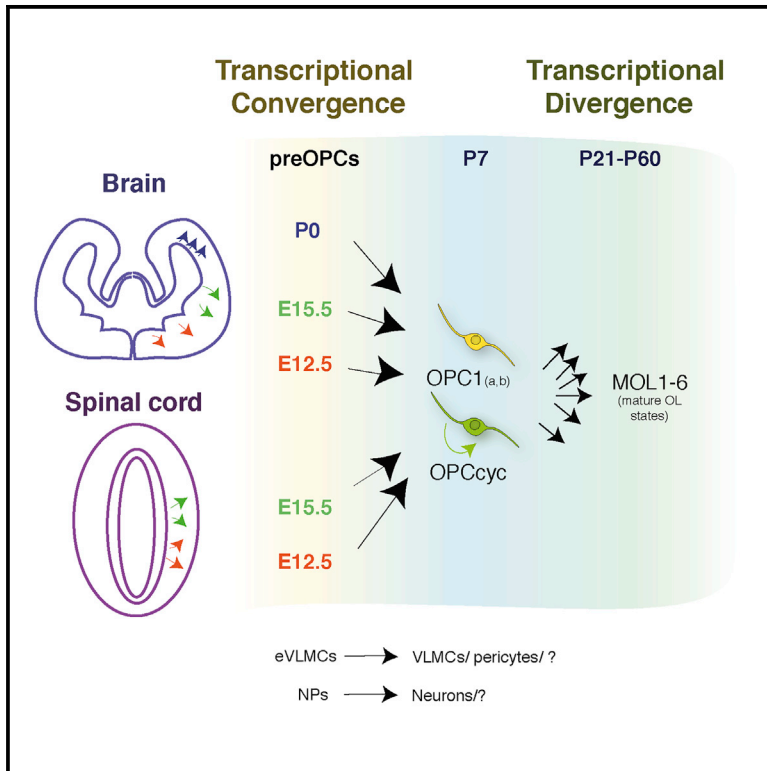 Transcriptional
Convergence
Transcriptional
Divergence
preOPCs
P7
P21-P60
Brain
P0
E15.5
E12.5
OPC1(a,b)
MOL1-6
(mature OL
states)
Spinal cord
OPCcyc
E15.5
E12.5
eVLMCs
VLMCs/ pericytes/ ?
NPs
Neurons/?